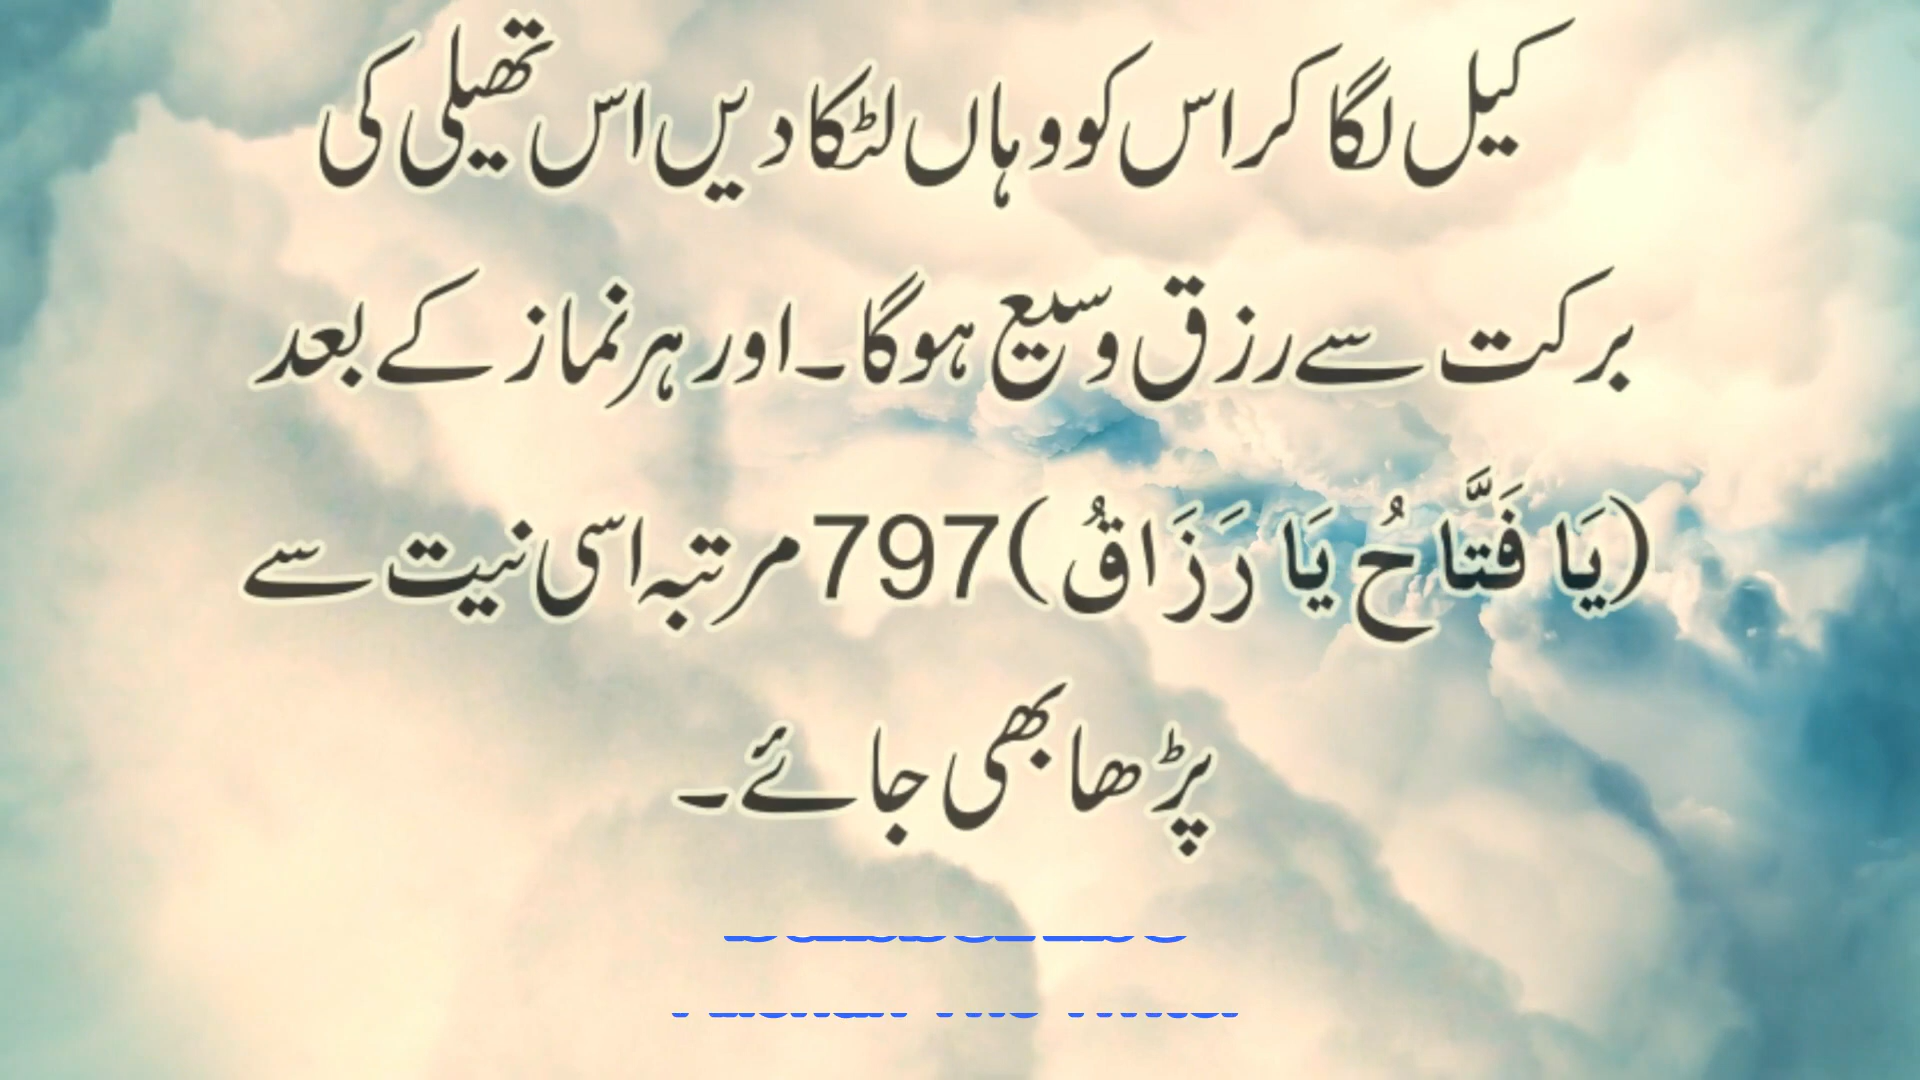 کیل لگا کر اس کو وہاں لٹکا دیں اس تھیلی کی
برکت سے رزق وسیع ہوگا۔ اور ہر نماز کے بعد
(یَا فَتَّاحُ یَا رَزَاقُ) 797 مرتبہ اسی نیت سے
پڑھا بھی جائے۔